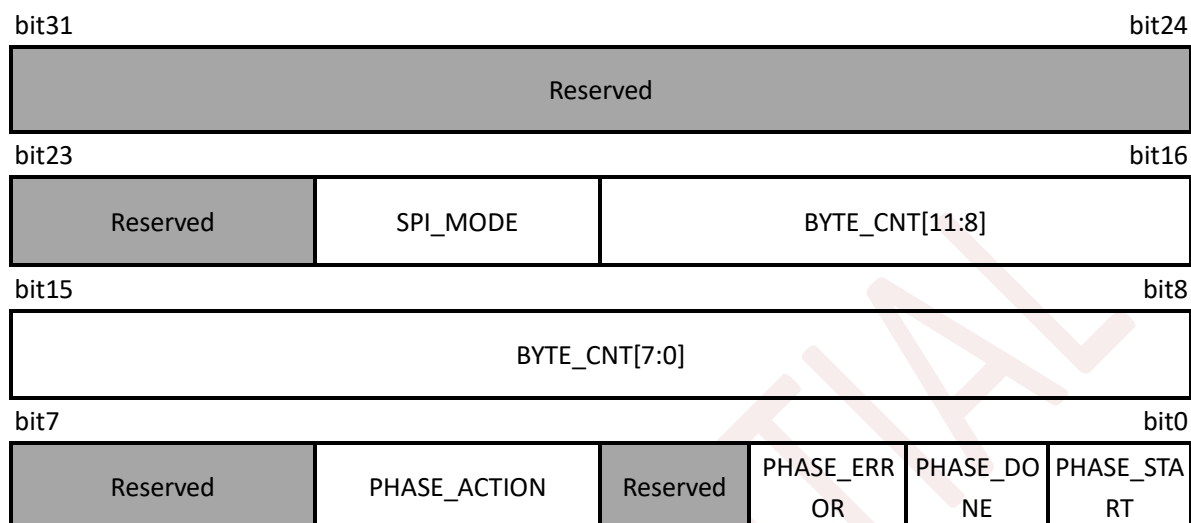 bit31 bit24
Reserved
bit23 bit16
Reserved SPI_MODE BYTE_CNT[11:8]
bit15 bit8
BYTE_CNT[7:0]
bit7 bit0
Reserved PHASE_ACTION Reserved PHASE_ERR PHASE_DO PHASE_STA
OR NE RT
TIAL